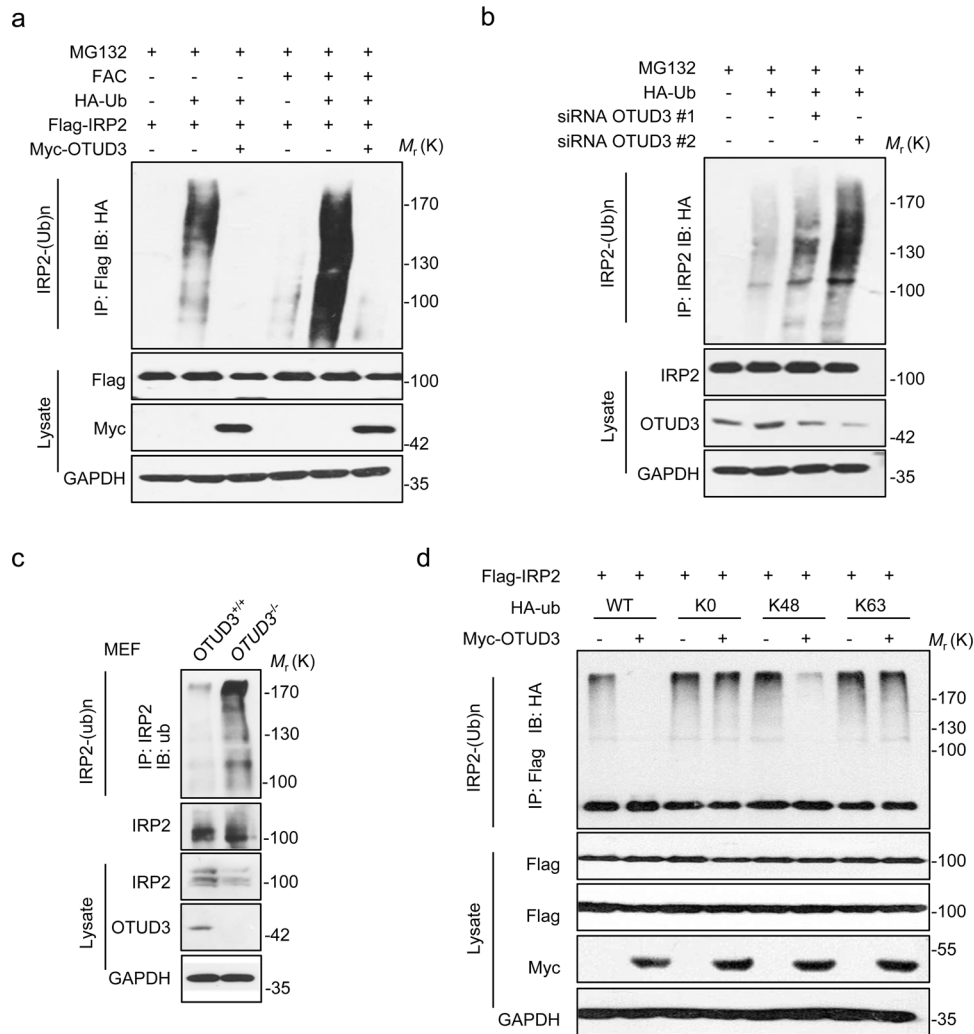 a
MG132 + + + + + +
FAC - - - + + +
HA-Ub - + + - + +
Flag-IRP2 + + + + + +
Myc-OTUD3 - - + - - +
Mr (K)
IRP2-(Ub)n
IP: Flag IB: HA
-170
-130
-100
Lysate
Flag
-100
Myc
-42
GAPDH
-35
b
MG132 + + + +
HA-Ub - + + +
siRNA OTUD3 #1 - - + -
siRNA OTUD3 #2 - - - +
Mr (K)
IRP2-(Ub)n
IP: IRP2 IB: HA
-170
-130
-100
Lysate
IRP2
-100
OTUD3
-42
GAPDH
-35
c
MEF
OTUD3+/+
OTUD3-/-
Mr (K)
IRP2-(ub)n
IP: IRP2
IB: ub
-170
-130
-100
IRP2
-100
Lysate
IRP2
-100
OTUD3
-42
GAPDH
-35
d
Flag-IRP2 + + + + + + + +
HA-ub WT K0 K48 K63
Myc-OTUD3 - + - + - + - +
Mr (K)
IRP2-(Ub)n
IP: Flag IB: HA
-170
-130
-100
Lysate
Flag
-100
Flag
-100
-55
Myc
GAPDH
-35